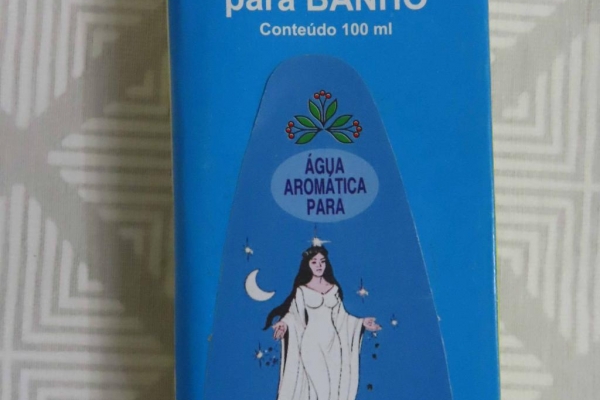 para BANHO
Conteúdo 100 ml
ÁGUA
AROMÁTICA
PARA